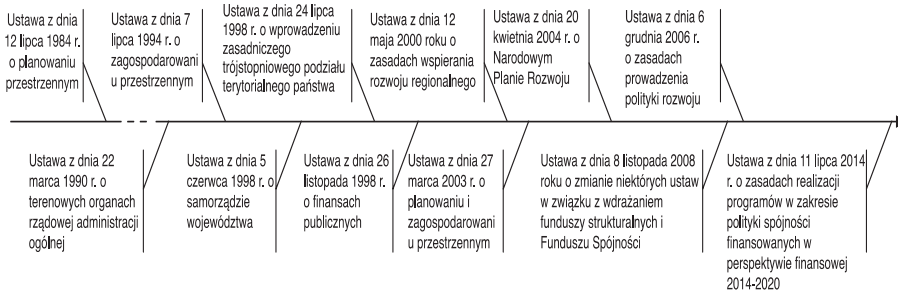 Ustawa z dnia
12 lipca 1984 r.
o planowaniu
przestrzennym
Ustawa z dnia 7
lipca 1994 r. o
zagospodarowani
u przestrzennym
Ustawa z dnia 24 lipca
1998 r. o wprowadzeniu
zasadniczego
trójstopniowego podziału
terytorialnego państwa
Ustawa z dnia 12
maja 2000 roku o
zasadach wspierania
rozwoju regionalnego
Ustawa z dnia 20
kwietnia 2004 r. o
Narodowym
Planie Rozwoju
Ustawa z dnia 6
grudnia 2006 r.
o zasadach
prowadzenia
polityki rozwoju
Ustawa z dnia 22
marca 1990 r. o
terenowych organach
rządowej administracji
ogólnej
Ustawa z dnia 5
czerwca 1998 r. o
samorządzie
województwa
Ustawa z dnia 26
listopada 1998 r.
o finansach
publicznych
Ustawa z dnia 27
marca 2003 r. o
planowaniu i
zagospodarowani
u przestrzennym
Ustawa z dnia 8 listopada 2008
roku o zmianie niektórych ustaw
w związku z wdrażaniem
funduszy strukturalnych i
Funduszu Spójności
Ustawa z dnia 11 lipca 2014
r. o zasadach realizacji
programów w zakresie
polityki spójności
finansowanych w
perspektywie finansowej
2014-2020